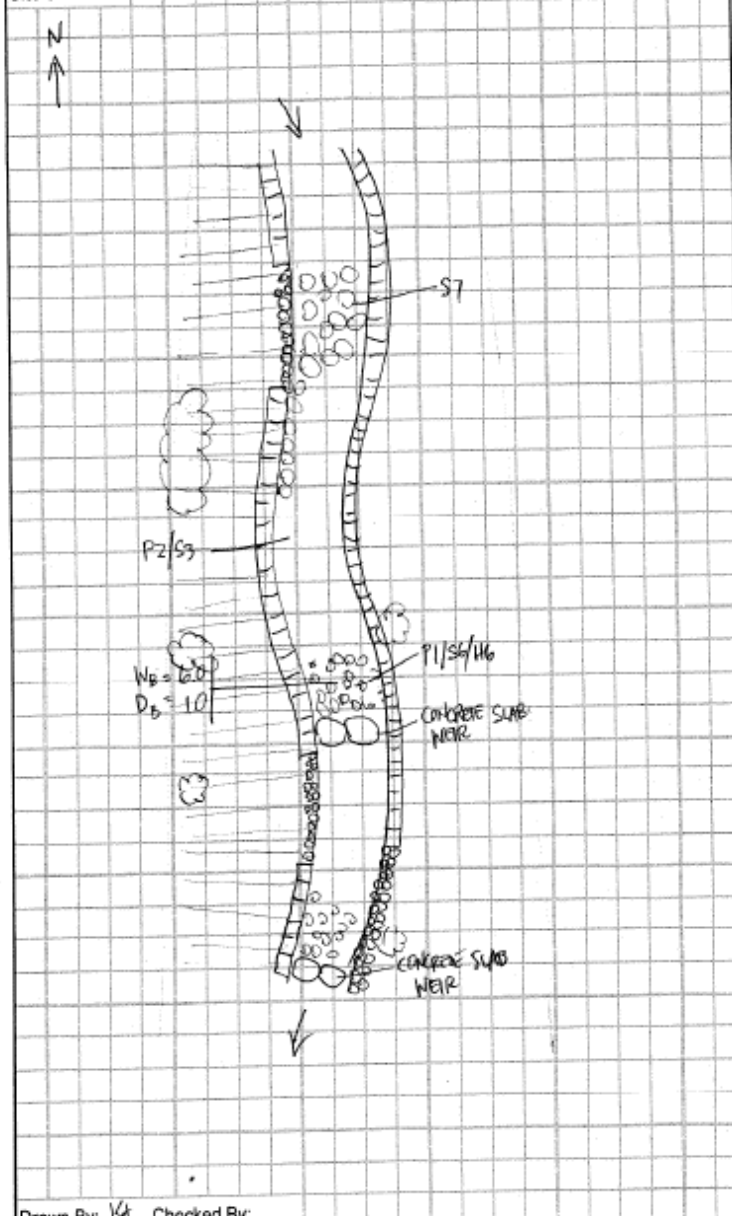 N
S7
P2/S3
P1/S6/H6
WB = 6.0
DB = 1.0
CONCRETE SLAB
WEIR
CONCRETE SLAB
WEIR
Drawn By: Checked By: